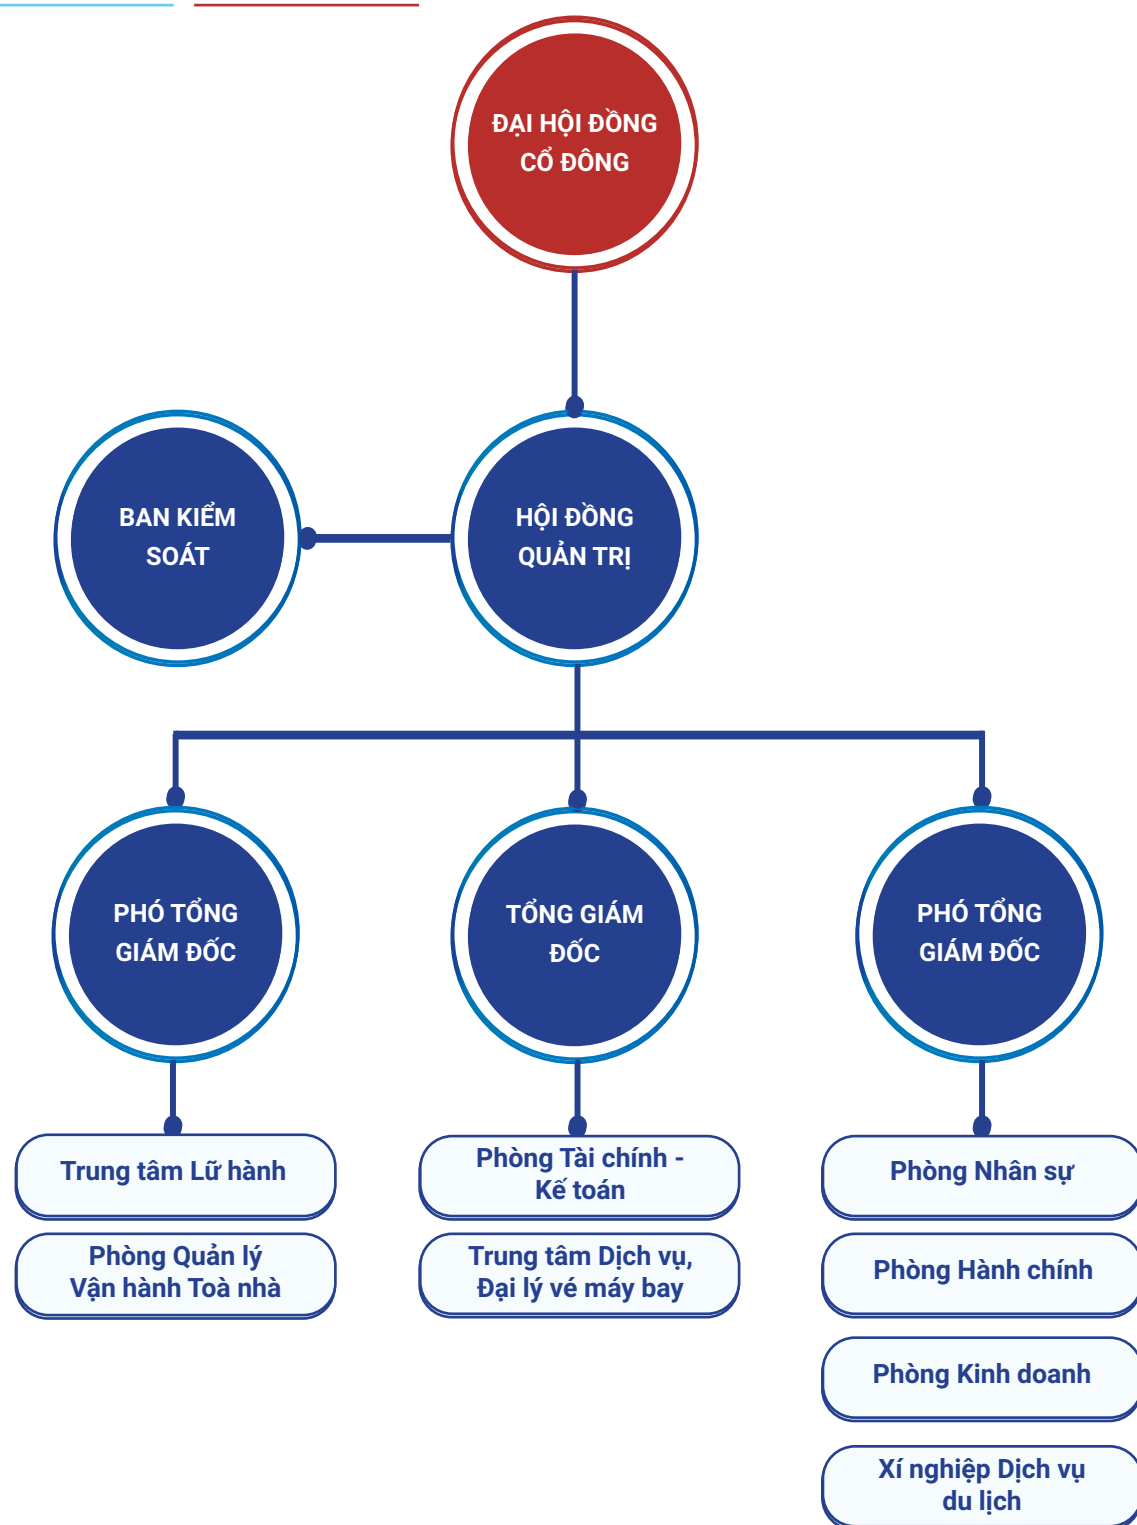 ĐẠI HỘI ĐỒNG
CỔ ĐÔNG
BAN KIỂM
SOÁT
HỘI ĐỒNG
QUẢN TRỊ
PHÓ TỔNG
GIÁM ĐỐC
TỔNG GIÁM
ĐỐC
PHÓ TỔNG
GIÁM ĐỐC
Trung tâm Lữ hành
Phòng Quản lý
Vận hành Toà nhà
Phòng Tài chính -
Kế toán
Trung tâm Dịch vụ,
Đại lý vé máy bay
Phòng Nhân sự
Phòng Hành chính
Phòng Kinh doanh
Xí nghiệp Dịch vụ
du lịch